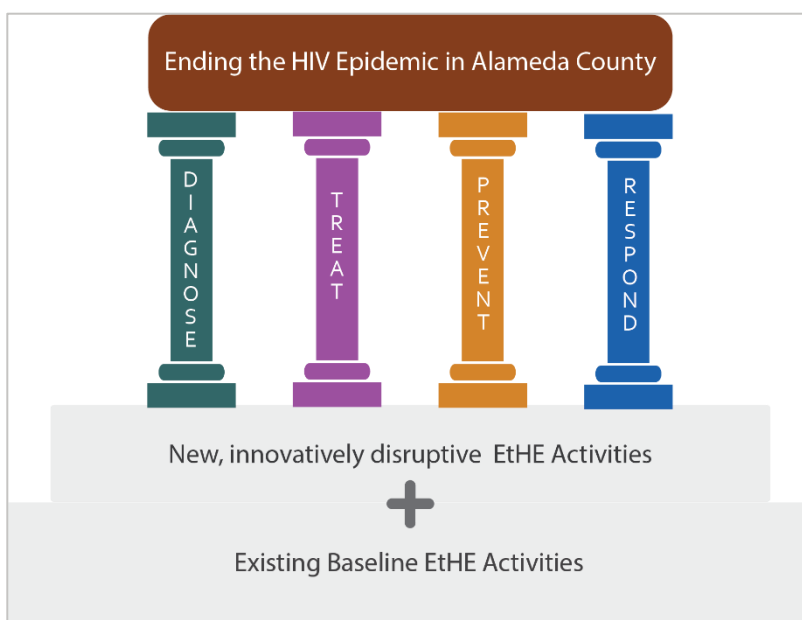 Ending the HIV Epidemic in Alameda County
DIAGNOSE
TREAT
PREVENT
RESPOND
New, innovatively disruptive EtHE Activities
+
Existing Baseline EtHE Activities